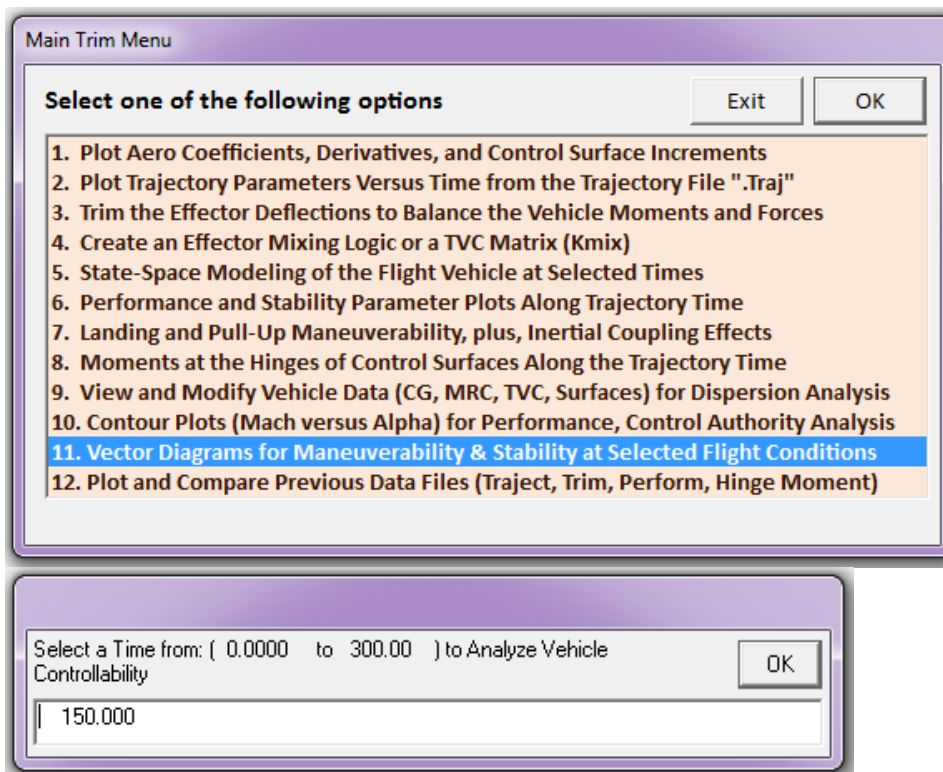 Main Trim Menu
Select one of the following options
Exit
OK
1. Plot Aero Coefficients, Derivatives, and Control Surface Increments
2. Plot Trajectory Parameters Versus Time from the Trajectory File ".Traj"
3. Trim the Effector Deflections to Balance the Vehicle Moments and Forces
4. Create an Effector Mixing Logic or a TVC Matrix (Kmix)
5. State-Space Modeling of the Flight Vehicle at Selected Times
6. Performance and Stability Parameter Plots Along Trajectory Time
7. Landing and Pull-Up Maneuverability, plus, Inertial Coupling Effects
8. Moments at the Hinges of Control Surfaces Along the Trajectory Time
9. View and Modify Vehicle Data (CG, MRC, TVC, Surfaces) for Dispersion Analysis
10. Contour Plots (Mach versus Alpha) for Performance, Control Authority Analysis
11. Vector Diagrams for Maneuverability & Stability at Selected Flight Conditions
12. Plot and Compare Previous Data Files (Traject, Trim, Perform, Hinge Moment)
Select a Time from: ( 0.0000 to 300.00 ) to Analyze Vehicle
Controllability
OK
150.000